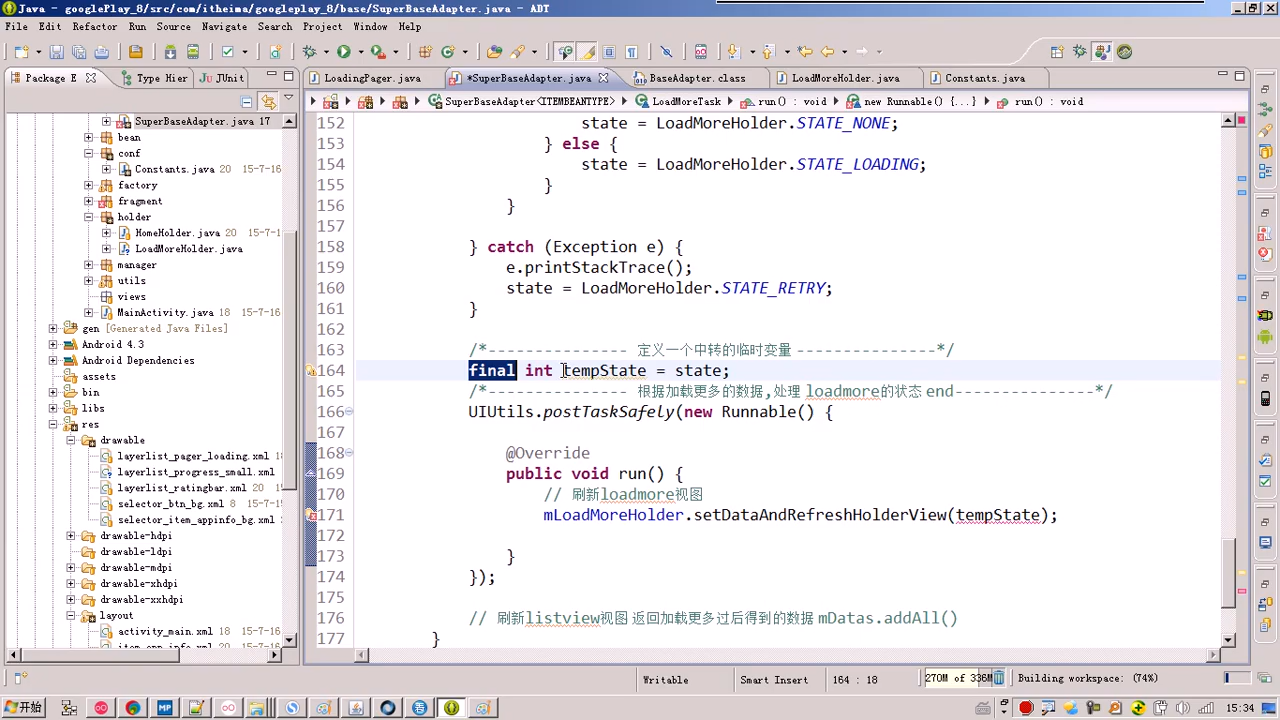 Java - googlePlay_8/src/com/itheima/googleplay_8/base/SuperBaseAdapter.java - ADT
File Edit Refactor Run Source Navigate Search Project Window Help
Package E Type Hier JUnit
LoadingPager.java *SuperBaseAdapter.java BaseAdapter.class LoadMoreHolder.java Constants.java
SuperBaseAdapter<ITEMBEANTYPE> LoadMoreTask run() : void new Runnable() {...} run() : void
SuperBaseAdapter.java 17
bean
conf
Constants.java 20 15-7-16
factory
fragment
holder
HomeHolder.java 20 15-7-1
LoadMoreHolder.java
manager
utils
views
MainActivity.java 18 15-7-1
gen [Generated Java Files]
Android 4.3
Android Dependencies
assets
bin
libs
res
drawable
layerlist_pager_loading.xml
layerlist_progress_small.xml
layerlist_ratingbar.xml 20
selector_btn_bg.xml 8 15-7
selector_item_appinfo_bg.xml
drawable-hdpi
drawable-ldpi
drawable-mdpi
drawable-xhdpi
drawable-xxhdpi
layout
activity_main.xml 18 15-7
152 state = LoadMoreHolder.STATE_NONE;
153 } else {
154 state = LoadMoreHolder.STATE_LOADING;
155 }
156 }
157
158 } catch (Exception e) {
159 e.printStackTrace();
160 state = LoadMoreHolder.STATE_RETRY;
161 }
162
163 /*--------------- 定义一个中转的临时变量 ---------------*/
164 final int tempState = state;
165 /*--------------- 根据加载更多的数据,处理 loadmore的状态 end---------------*/
166 UIUtils.postTaskSafely(new Runnable() {
167
168 @Override
169 public void run() {
170 // 刷新loadmore视图
171 mLoadMoreHolder.setDataAndRefreshHolderView(tempState);
172
173 }
174 });
175
176 // 刷新listview视图 返回加载更多过后得到的数据 mDatas.addAll()
177 }
Writable Smart Insert 164 : 18 270M of 336M Building workspace: (74%)
开始 15:34